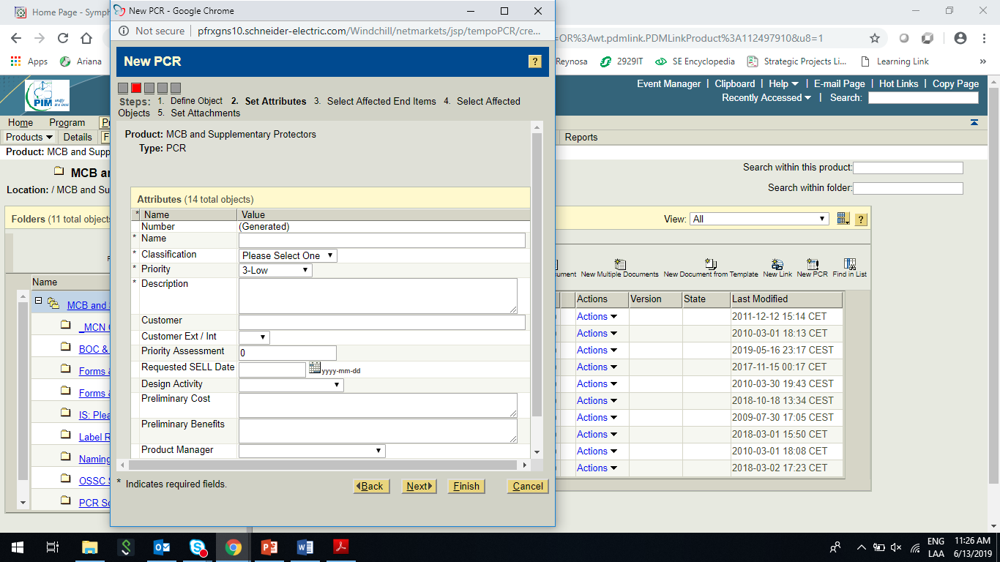 Home Page - Symph
New PCR - Google Chrome
Not secure | pfrxgns10.schneider-electric.com/Windchill/netmarkets/jsp/tempoPCR/cre...
=OR%3Awt.pdmlink.PDMLinkProduct%3A112497910&u8=1
Apps
Ariana
Reynosa
2929IT
SE Encyclopedia
Strategic Projects Li...
Learning Link
»
New PCR
?
Steps: 1. Define Object 2. Set Attributes 3. Select Affected End Items 4. Select Affected
Objects 5. Set Attachments
Product: MCB and Supplementary Protectors
Type: PCR
Attributes (14 total objects)
* Name Value
Number (Generated)
* Name
* Classification Please Select One
* Priority 3-Low
* Description
Customer
Customer Ext / Int
Priority Assessment 0
Requested SELL Date yyyy-mm-dd
Design Activity
Preliminary Cost
Preliminary Benefits
Product Manager
* Indicates required fields.
Back Next Finish Cancel
PIM
Event Manager | Clipboard | Help | E-mail Page | Hot Links | Copy Page
Recently Accessed | Search:
Home Program Pr
Products Details F
Reports
Product: MCB and Supp
MCB an
Location: / MCB and Su
Search within this product:
Search within folder:
Folders (11 total objects
View: All ?
Name
MCB and S
_MCN C
BOC &
Forms &
Forms &
IS: Plea
Label R
Naming
OSSC S
PCR So
cument New Multiple Documents New Document from Template New Link New PCR Find in List
Actions Version State Last Modified
Actions 2011-12-12 15:14 CET
Actions 2010-03-01 18:13 CET
Actions 2019-05-16 23:17 CEST
Actions 2017-11-15 00:17 CET
Actions 2010-03-30 19:43 CEST
Actions 2018-10-18 13:34 CEST
Actions 2009-07-30 17:05 CEST
Actions 2018-03-01 15:50 CET
Actions 2010-03-01 18:08 CET
Actions 2018-03-02 17:23 CET
ENG
LAA
11:26 AM
6/13/2019